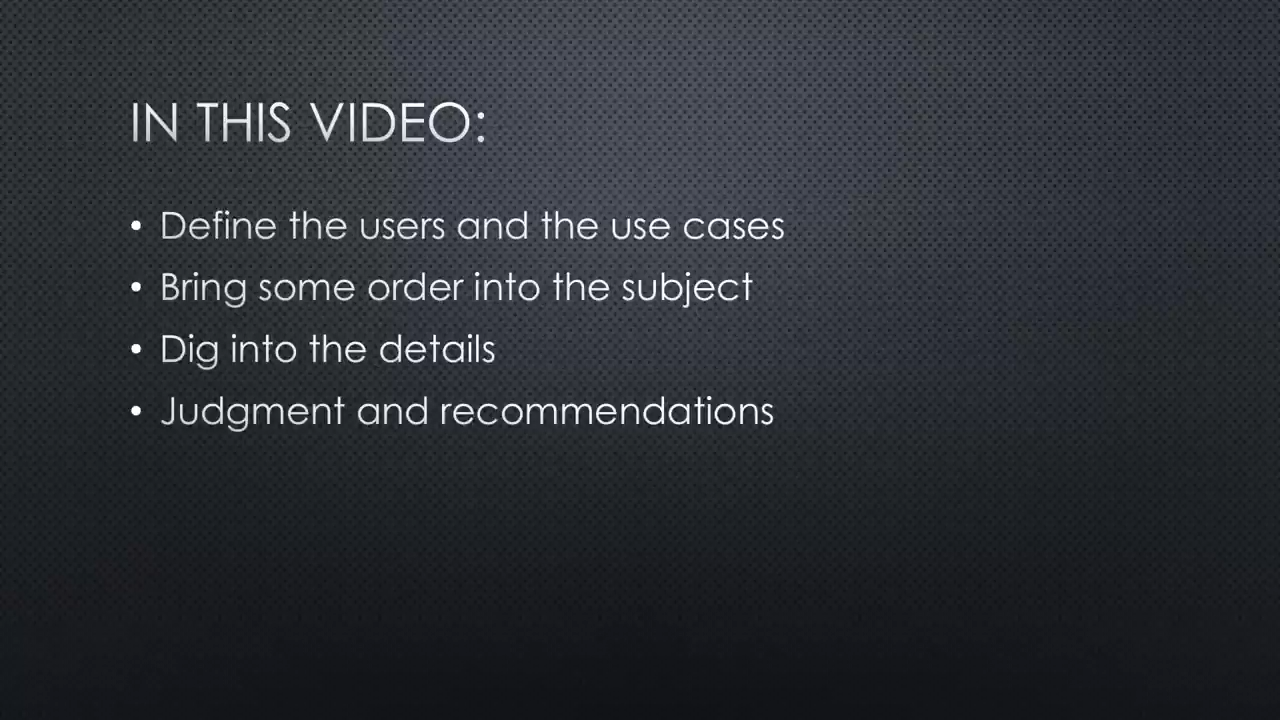 IN THIS VIDEO:
• Define the users and the use cases
• Bring some order into the subject
• Dig into the details
• Judgment and recommendations